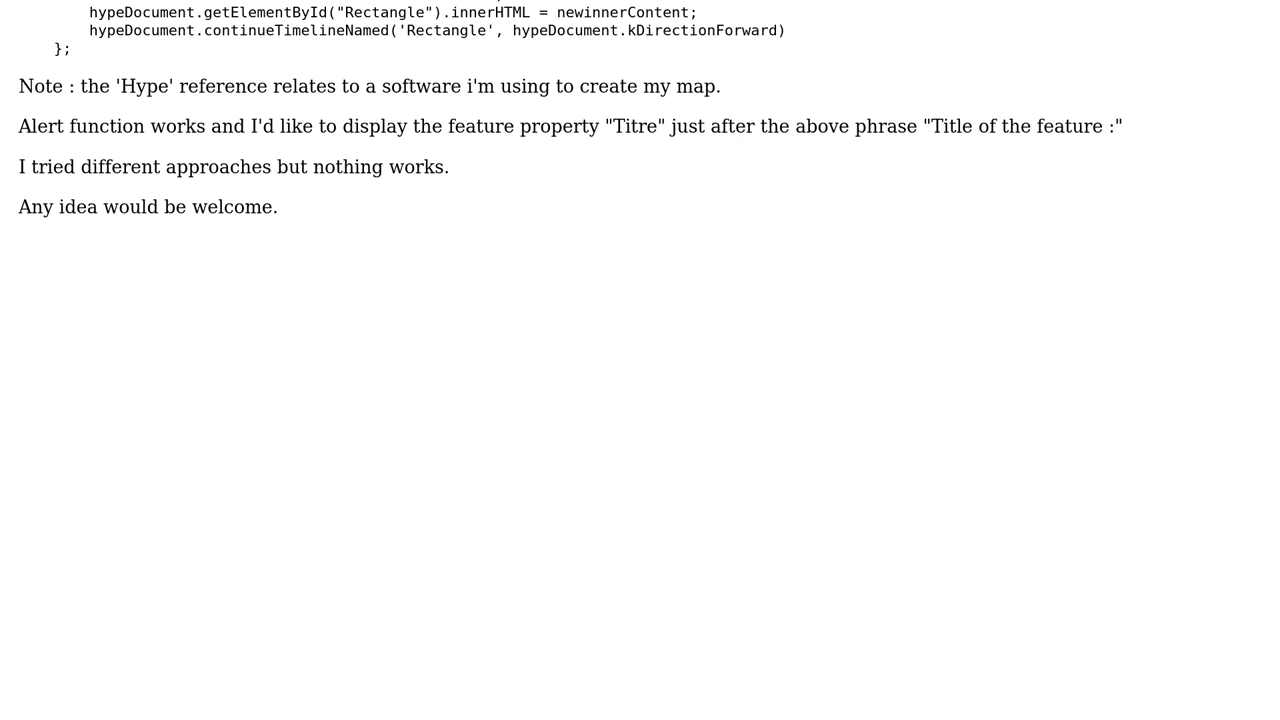 hypeDocument.getElementById("Rectangle").innerHTML = newinnerContent;
hypeDocument.continueTimelineNamed('Rectangle', hypeDocument.kDirectionForward)
};
Note : the 'Hype' reference relates to a software i'm using to create my map.
Alert function works and I'd like to display the feature property "Titre" just after the above phrase "Title of the feature :"
I tried different approaches but nothing works.
Any idea would be welcome.